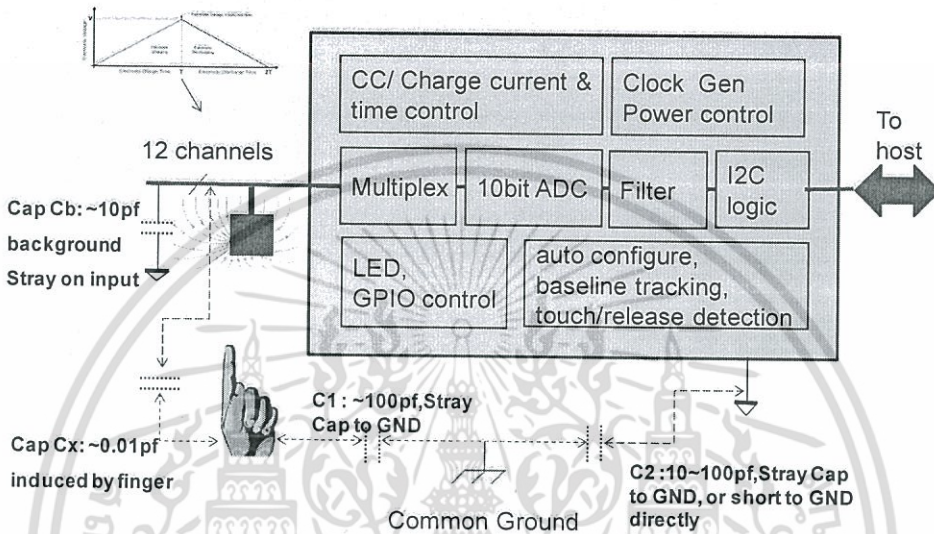 V
T
2T
CC/ Charge current &
time control
Clock Gen
Power control
To
host
12 channels
Multiplex
10bit ADC
Filter
I2C
logic
Cap Cb: ~10pf
background
Stray on input
LED,
GPIO control
auto configure,
baseline tracking,
touch/release detection
C1 : ~100pf,Stray
Cap to GND
Cap Cx: ~0.01pf
induced by finger
C2 :10~100pf,Stray Cap
to GND, or short to GND
directly
Common Ground